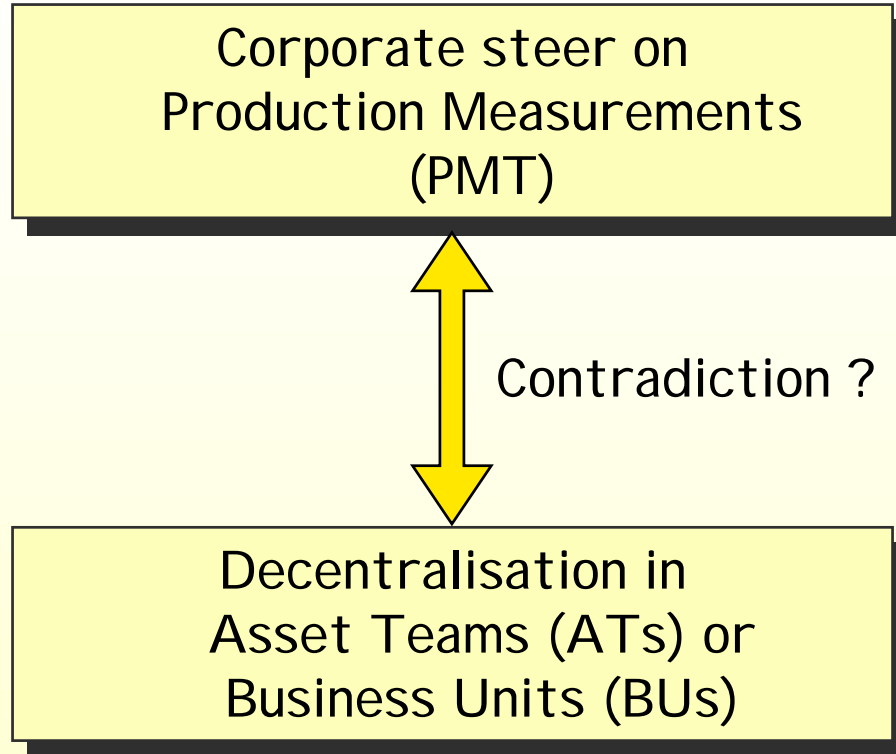 Corporate steer on
Production Measurements
(PMT)
Contradiction ?
Decentralisation in
Asset Teams (ATs) or
Business Units (BUs)